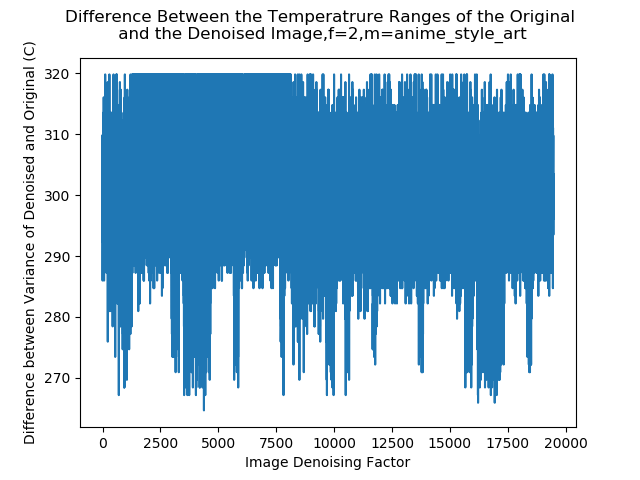 Difference Between the Temperatrure Ranges of the Original
and the Denoised Image,f=2,m=anime_style_art
Difference between Variance of Denoised and Original (C)
320
310
300
290
280
270
0 2500 5000 7500 10000 12500 15000 17500 20000
Image Denoising Factor